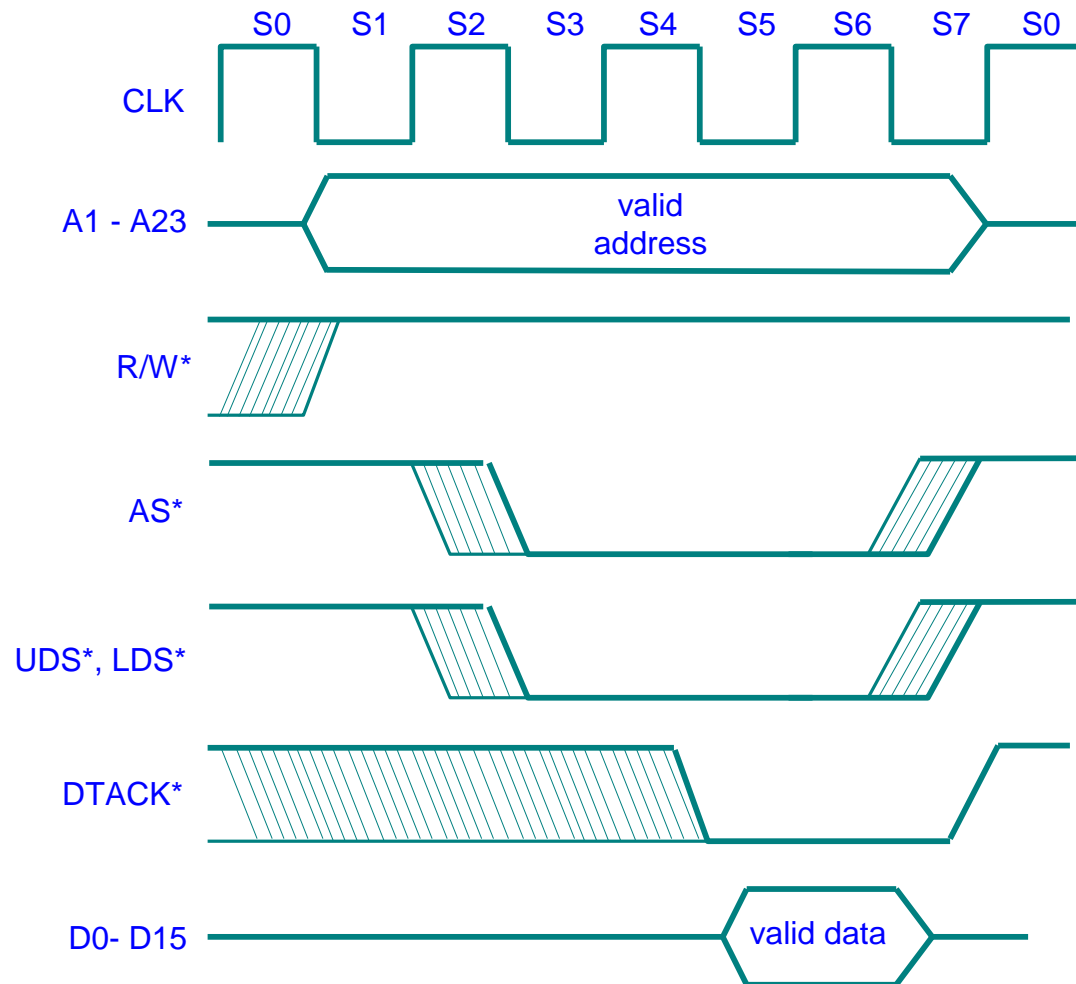 S0 S1 S2 S3 S4 S5 S6 S7 S0
CLK
A1 - A23
valid
address
R/W*
AS*
UDS*, LDS*
DTACK*
D0- D15
valid data